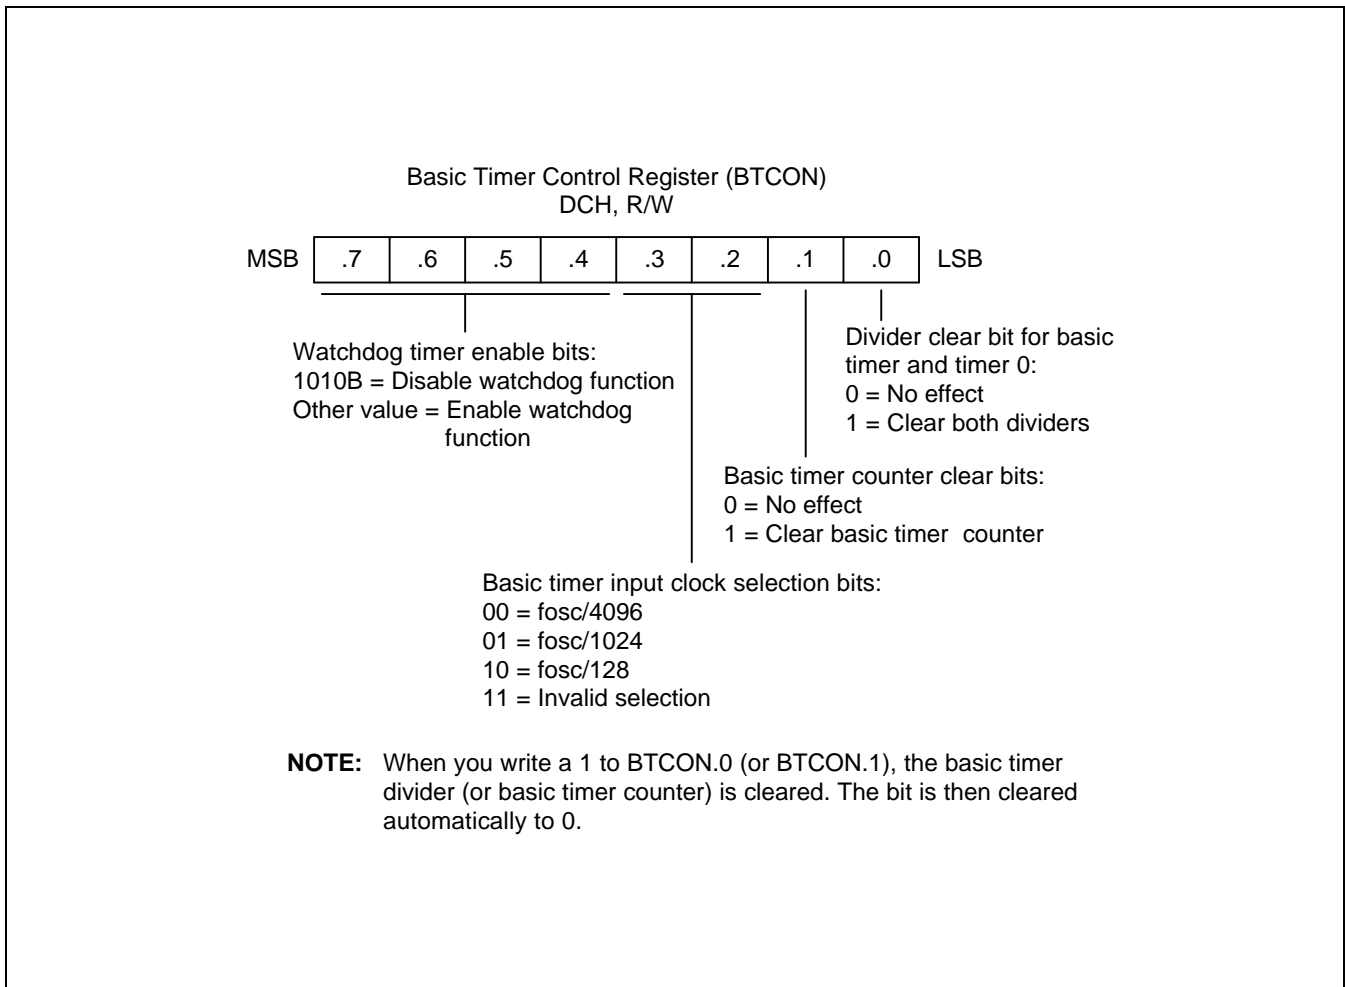 Basic Timer Control Register (BTCON)
DCH, R/W
MSB .7 .6 .5 .4 .3 .2 .1 .0 LSB
Watchdog timer enable bits:
1010B = Disable watchdog function
Other value = Enable watchdog
function
Divider clear bit for basic
timer and timer 0:
0 = No effect
1 = Clear both dividers
Basic timer counter clear bits:
0 = No effect
1 = Clear basic timer counter
Basic timer input clock selection bits:
00 = fosc/4096
01 = fosc/1024
10 = fosc/128
11 = Invalid selection
NOTE: When you write a 1 to BTCON.0 (or BTCON.1), the basic timer
divider (or basic timer counter) is cleared. The bit is then cleared
automatically to 0.